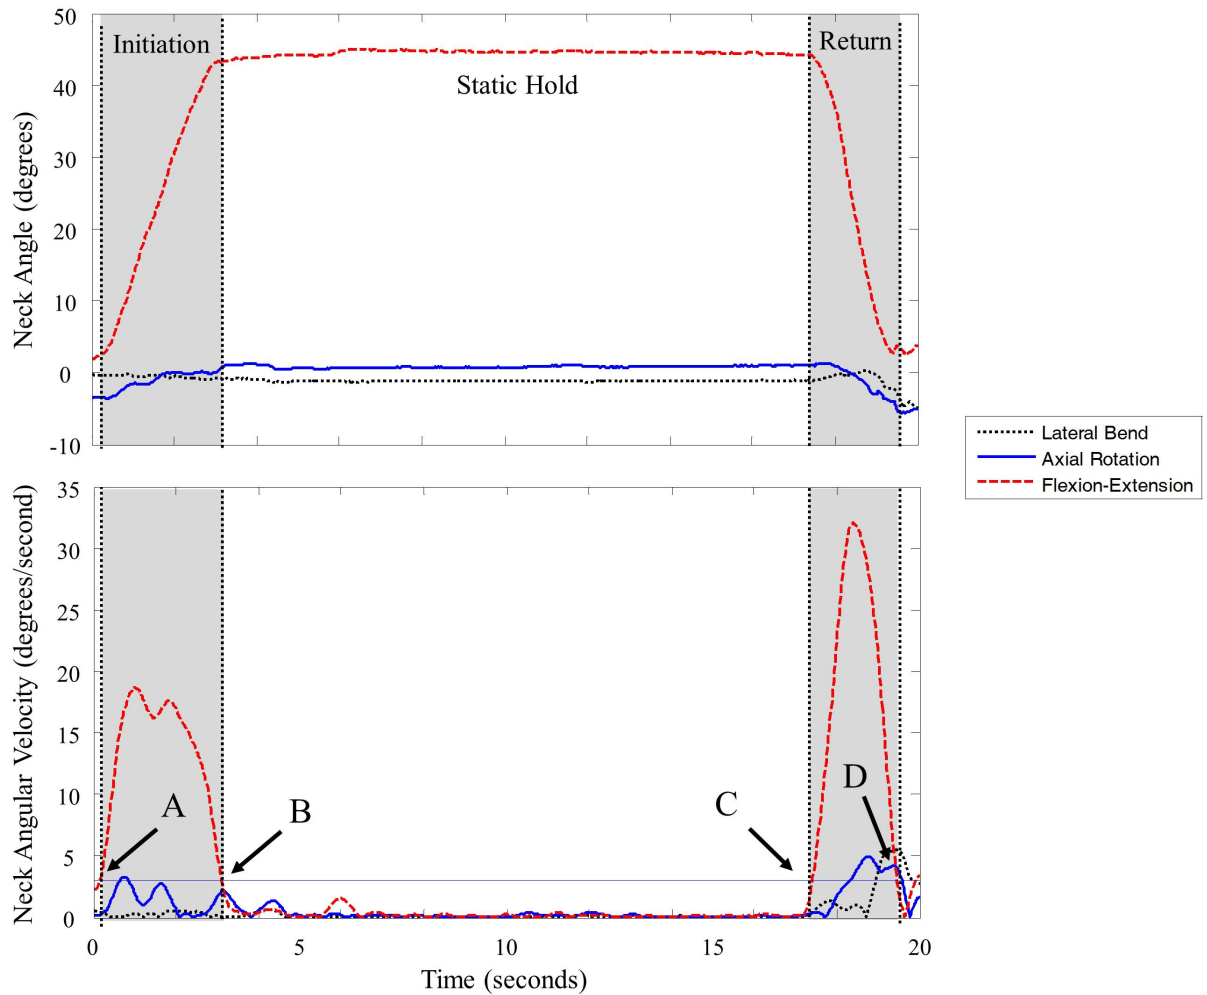 50
40
30
20
10
0
-10
Neck Angle (degrees)
Initiation
Static Hold
Return
Lateral Bend
Axial Rotation
Flexion-Extension
35
30
25
20
15
10
5
0
Neck Angular Velocity (degrees/second)
A
B
C
D
0
5
10
15
20
Time (seconds)